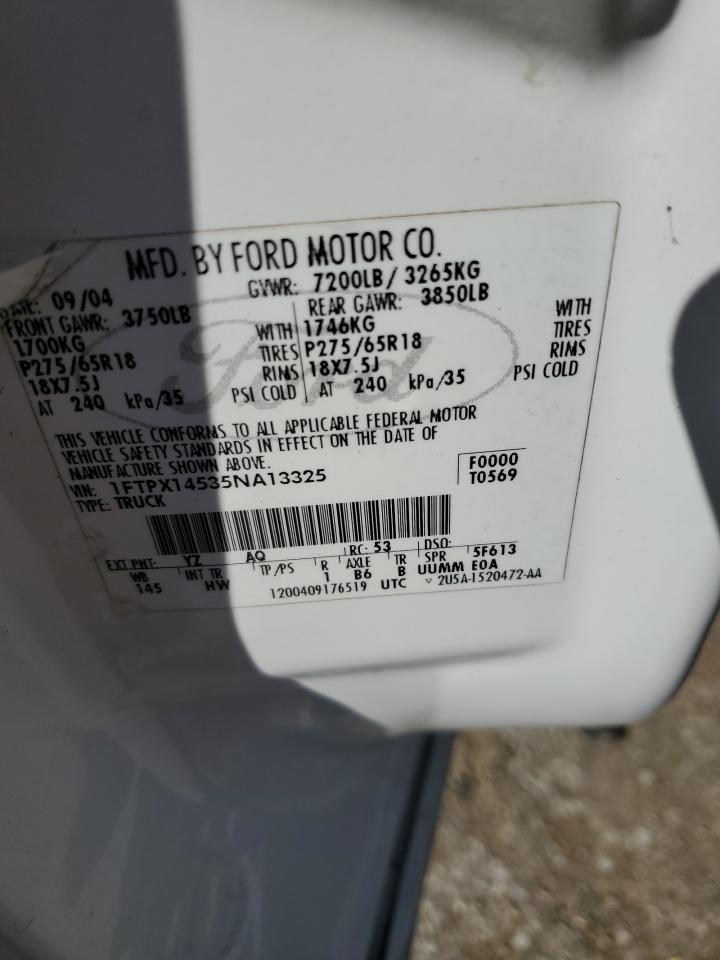 MFD. BY FORD MOTOR CO.
DATE: 09/04 GVWR: 7200LB/ 3265KG
FRONT GAWR: 3750LB REAR GAWR: 3850LB
1700KG WITH 1746KG WITH
P275/65R18 TIRES P275/65R18 TIRES
18X7.5J RIMS 18X7.5J RIMS
AT 240 kPa/35 PSI COLD AT 240 kPa/35 PSI COLD
Ford
THIS VEHICLE CONFORMS TO ALL APPLICABLE FEDERAL MOTOR
VEHICLE SAFETY STANDARDS IN EFFECT ON THE DATE OF
MANUFACTURE SHOWN ABOVE.
VIN: 1FTPX14535NA13325 F0000
TYPE: TRUCK T0569
EXT PNT: YZ AQ RC: 53 DSO:
WB INT TR TP/PS R AXLE TR SPR 5F613
145 HW 1 B6 B UUMM E0A
1200409176519 UTC ▽ 2U5A-1520472-AA